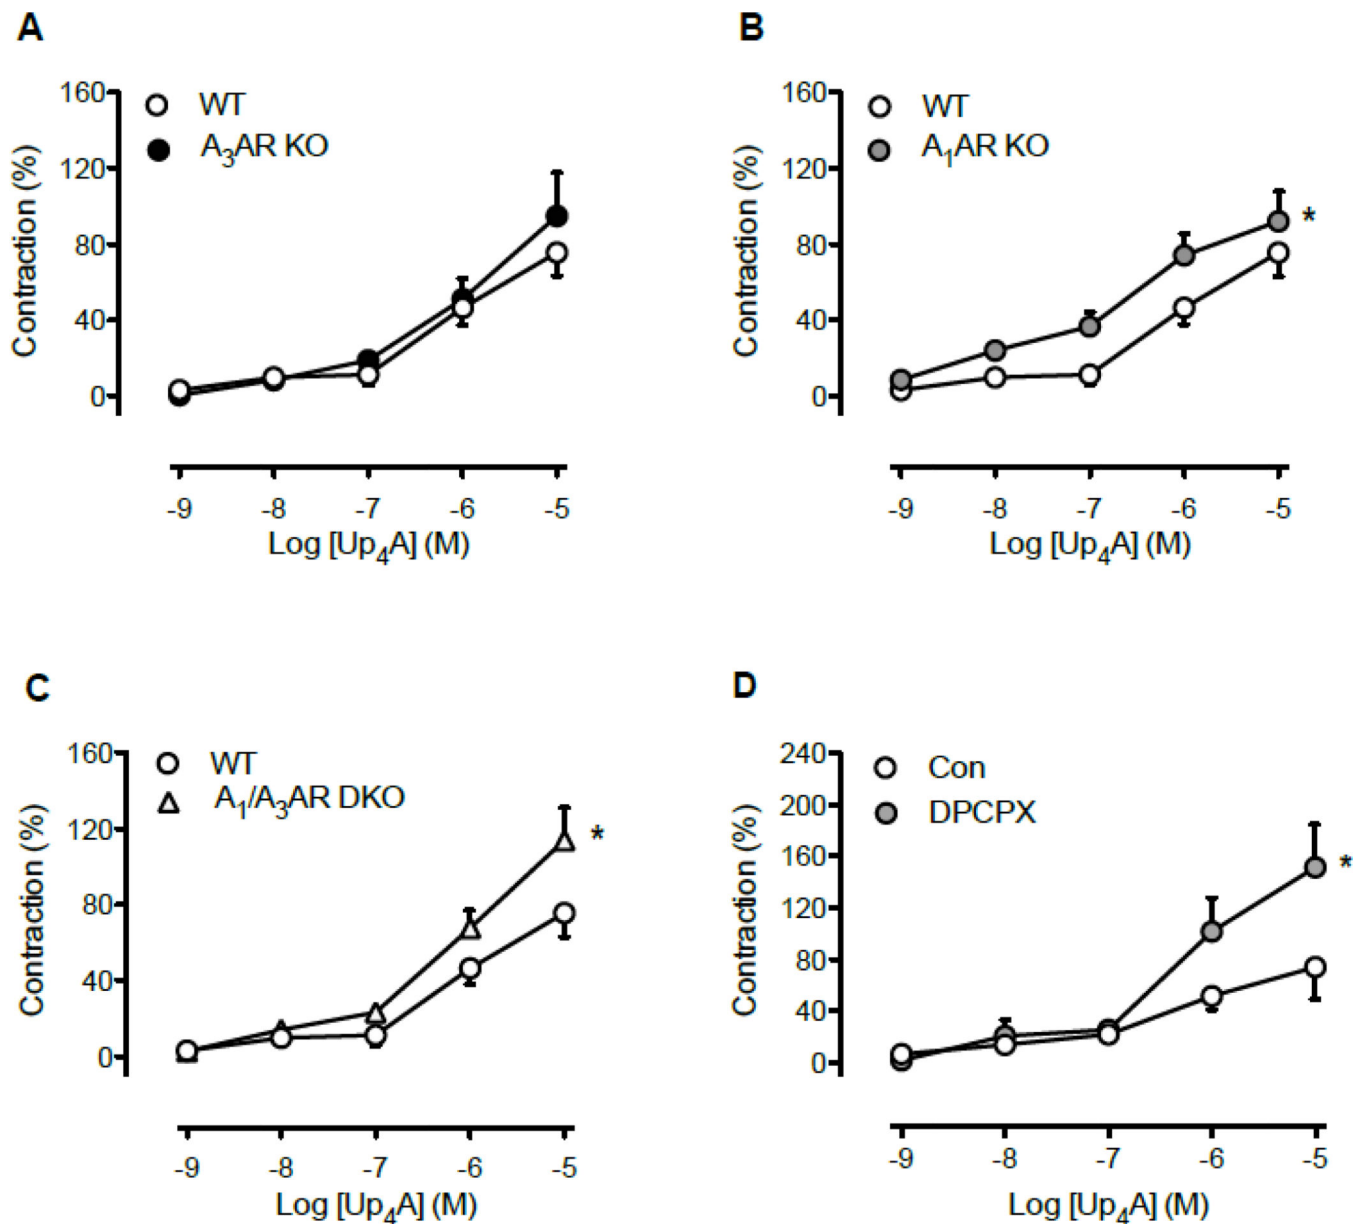 A
160
120
80
40
0
Contraction (%)
WT
A3AR KO
-9 -8 -7 -6 -5
Log [Up4A] (M)
B
160
120
80
40
0
Contraction (%)
WT
A1AR KO
*
-9 -8 -7 -6 -5
Log [Up4A] (M)
C
160
120
80
40
0
Contraction (%)
WT
A1/A3AR DKO
*
-9 -8 -7 -6 -5
Log [Up4A] (M)
D
240
200
160
120
80
40
0
Contraction (%)
Con
DPCPX
*
-9 -8 -7 -6 -5
Log [Up4A] (M)